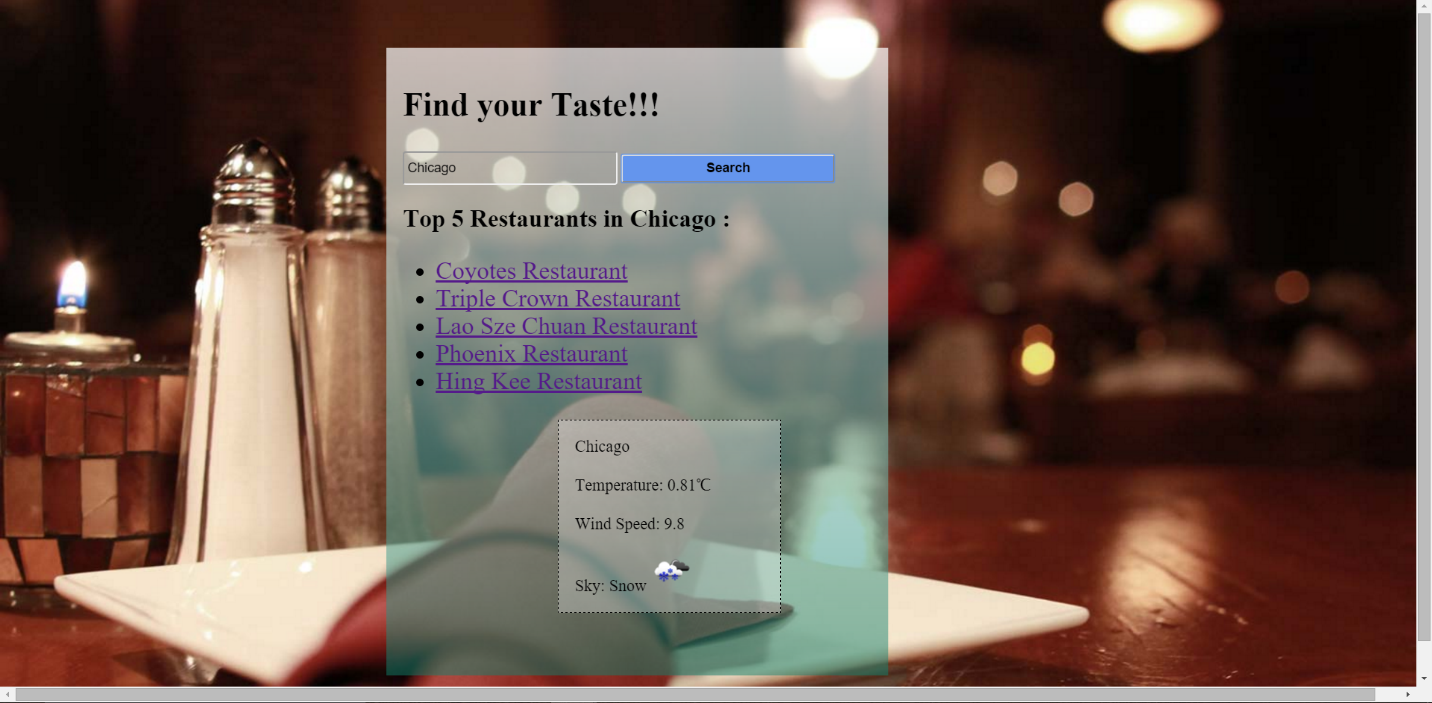 Find your Taste!!!
Chicago Search
Top 5 Restaurants in Chicago :
Coyotes Restaurant
Triple Crown Restaurant
Lao Sze Chuan Restaurant
Phoenix Restaurant
Hing Kee Restaurant
Chicago
Temperature: 0.81℃
Wind Speed: 9.8
Sky: Snow